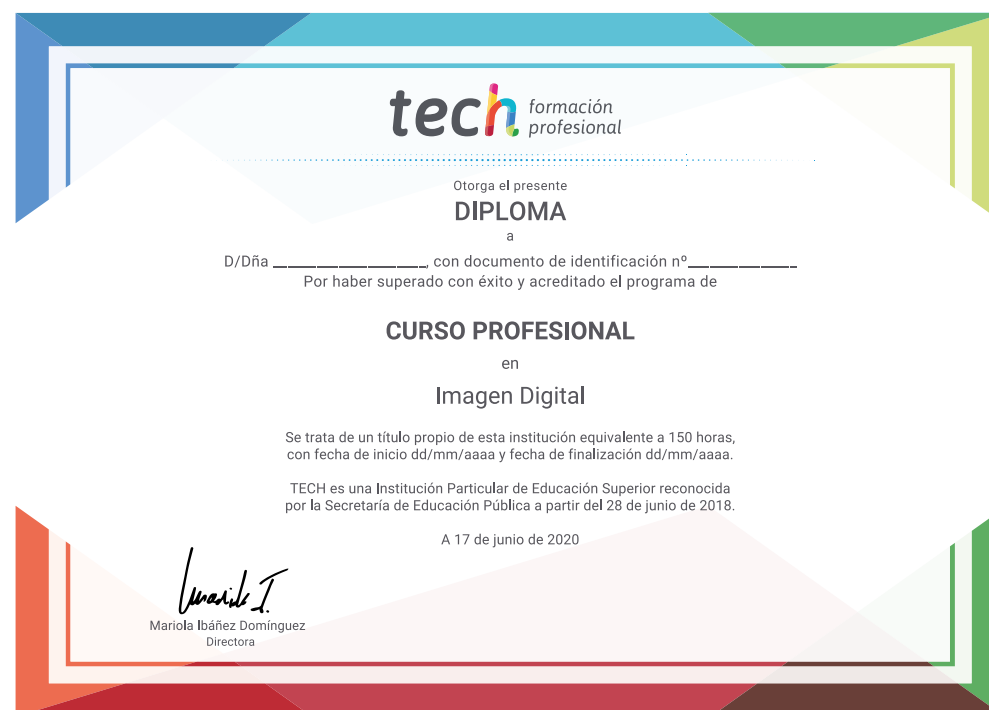 tech formación
profesional
Otorga el presente
DIPLOMA
a
D/Dña ____________________, con documento de identificación nº______________
Por haber superado con éxito y acreditado el programa de
CURSO PROFESIONAL
en
Imagen Digital
Se trata de un título propio de esta institución equivalente a 150 horas,
con fecha de inicio dd/mm/aaaa y fecha de finalización dd/mm/aaaa.
TECH es una Institución Particular de Educación Superior reconocida
por la Secretaría de Educación Pública a partir del 28 de junio de 2018.
A 17 de junio de 2020
Mariola Ibáñez Domínguez
Directora